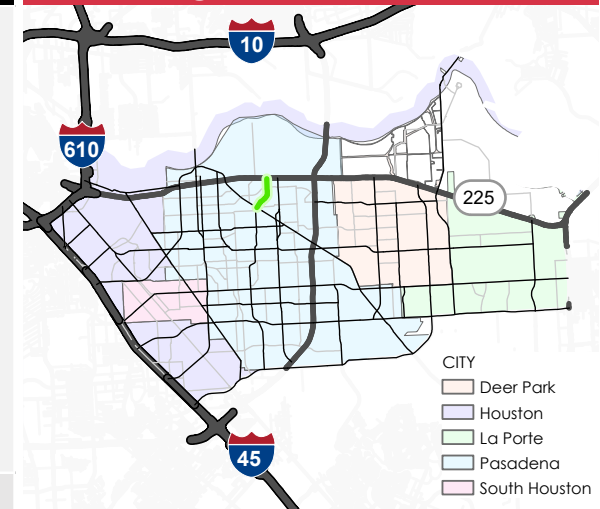 10
610
225
45
CITY
Deer Park
Houston
La Porte
Pasadena
South Houston